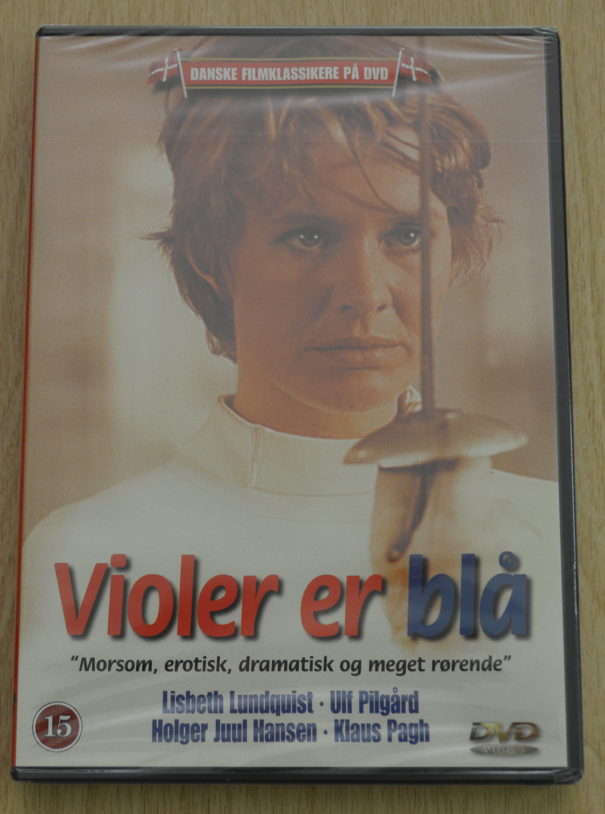 DANSKE FILMKLASSIKERE PÅ DVD
Violer er blå
"Morsom, erotisk, dramatisk og meget rørende"
Lisbeth Lundquist · Ulf Pilgård
Holger Juul Hansen · Klaus Pagh
15
DVD
VIDEO